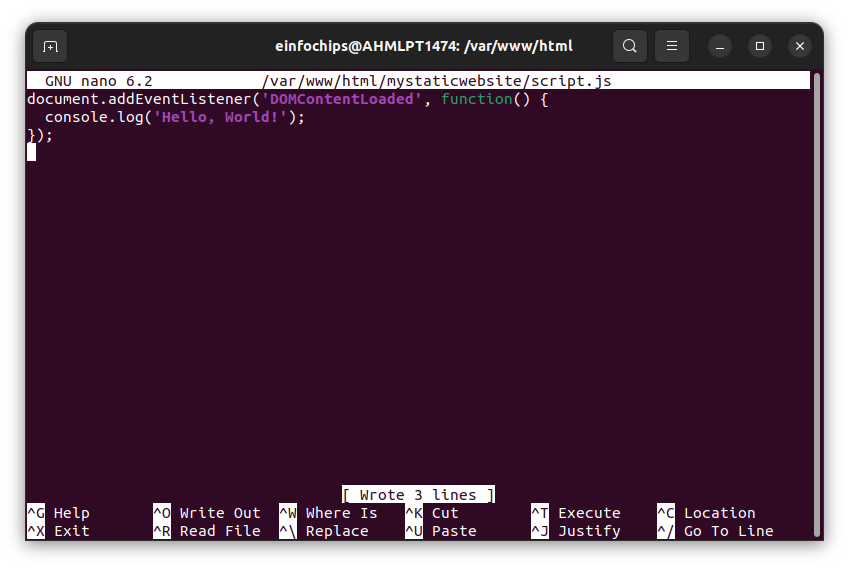 einfochips@AHMLPT1474: /var/www/html
GNU nano 6.2 /var/www/html/mystaticwebsite/script.js
document.addEventListener('DOMContentLoaded', function() {
  console.log('Hello, World!');
});
[ Wrote 3 lines ]
^G Help ^O Write Out ^W Where Is ^K Cut ^T Execute ^C Location
^X Exit ^R Read File ^\ Replace ^U Paste ^J Justify ^/ Go To Line